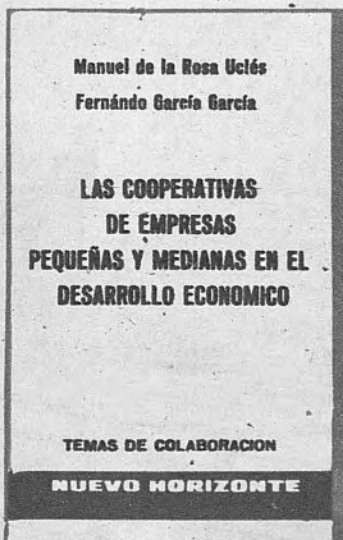 Manuel de la Rosa Uclés
Fernándo García García
LAS COOPERATIVAS
DE EMPRESAS
PEQUEÑAS Y MEDIANAS EN EL
DESARROLLO ECONOMICO
TEMAS DE COLABORACION
NUEVO HORIZONTE